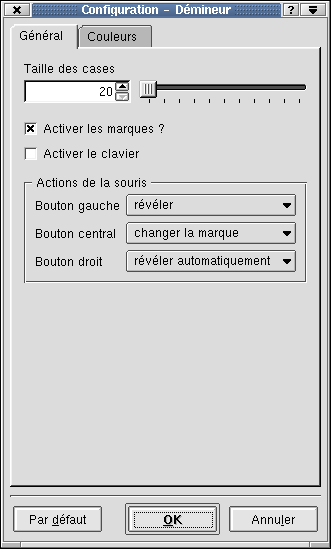 Configuration - Démineur ?
Général Couleurs
Taille des cases
20
Activer les marques ?
Activer le clavier
Actions de la souris
Bouton gauche révéler
Bouton central changer la marque
Bouton droit révéler automatiquement
Par défaut OK Annuler